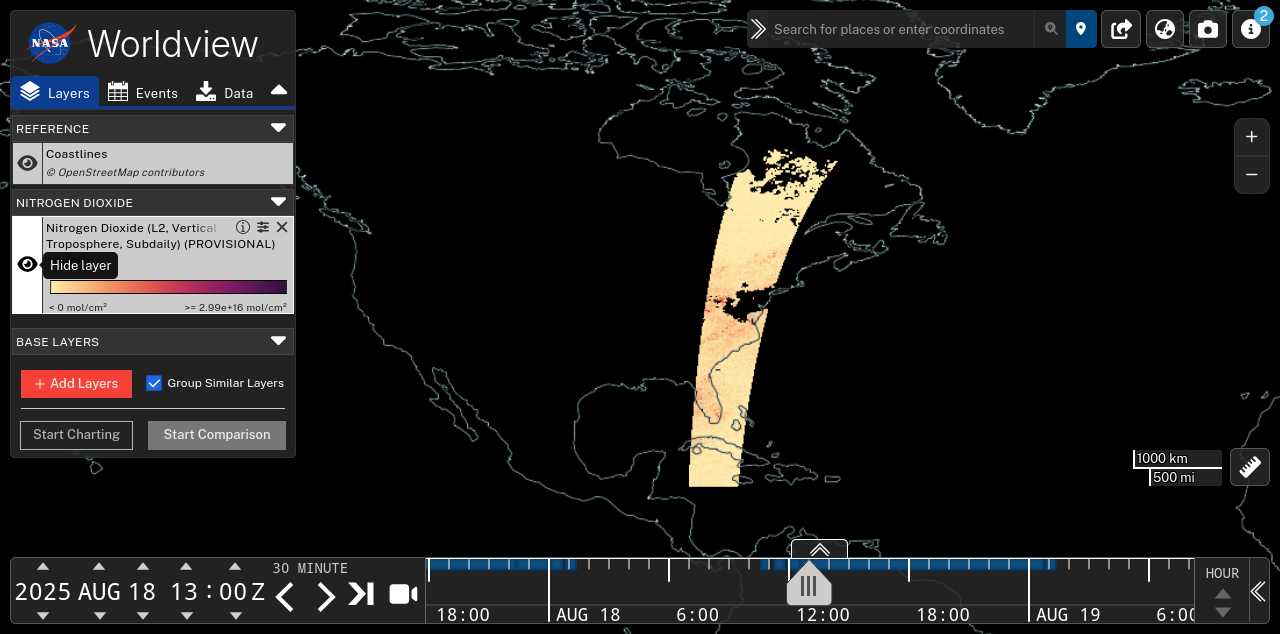 NASA
Worldview
Layers
Events
Data
REFERENCE
Coastlines
© OpenStreetMap contributors
NITROGEN DIOXIDE
Nitrogen Dioxide (L2, Vertical
Troposphere, Subdaily) (PROVISIONAL)
Hide layer
< 0 mol/cm²
>= 2.99e+16 mol/cm²
BASE LAYERS
+ Add Layers
Group Similar Layers
Start Charting
Start Comparison
Search for places or enter coordinates
2
1000 km
500 mi
2025 AUG 18 13 : 00 Z
30 MINUTE
18:00
AUG 18
6:00
12:00
18:00
AUG 19
6:00
HOUR